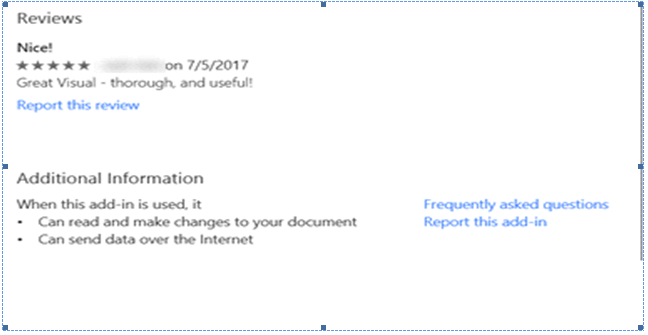 Reviews
Nice!
★★★★★ on 7/5/2017
Great Visual - thorough, and useful!
Report this review
Additional Information
When this add-in is used, it
• Can read and make changes to your document
• Can send data over the Internet
Frequently asked questions
Report this add-in